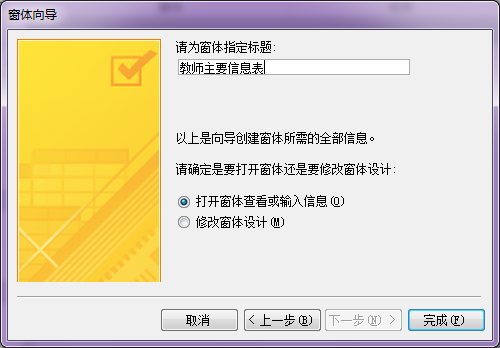 窗体向导
请为窗体指定标题:
教师主要信息表
以上是向导创建窗体所需的全部信息。
请确定是要打开窗体还是要修改窗体设计:
打开窗体查看或输入信息(O)
修改窗体设计(M)
取消 < 上一步(B) 下一步(N) > 完成(F)